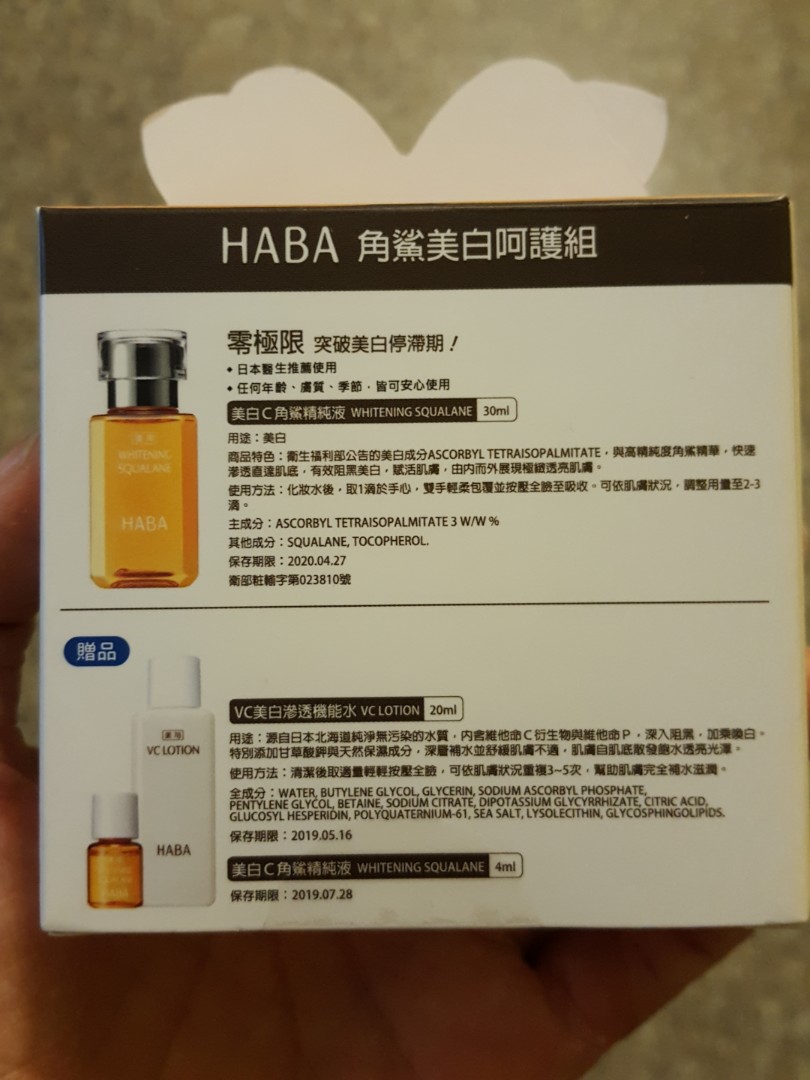 HABA 角鯊美白呵護組
零極限 突破美白停滯期！
◆日本醫生推薦使用
◆任何年齡、膚質、季節，皆可安心使用
美白C角鯊精純液 WHITENING SQUALANE 30ml
用途：美白
商品特色：衛生福利部公告的美白成分ASCORBYL TETRAISOPALMITATE，與高精純度角鯊精華，快速
滲透直達肌底，有效阻黑美白，賦活肌膚，由內而外展現極緻透亮肌膚。
使用方法：化妝水後，取1滴於手心，雙手輕柔包覆並按壓全臉至吸收。可依肌膚狀況，調整用量至2-3
滴。
主成分：ASCORBYL TETRAISOPALMITATE 3 W/W %
其他成分：SQUALANE, TOCOPHEROL.
保存期限：2020.04.27
衛部粧輸字第023810號
藥用
WHITENING
SQUALANE
HABA
贈品
VC美白滲透機能水 VC LOTION 20ml
用途：源自日本北海道純淨無污染的水質，內含維他命C衍生物與維他命P，深入阻黑，加乘喚白。
特別添加甘草酸鉀與天然保濕成分，深層補水並舒緩肌膚不適，肌膚自肌底散發飽水透亮光澤。
使用方法：清潔後取適量輕輕按壓全臉，可依肌膚狀況重複3~5次，幫助肌膚完全補水滋潤。
全成分：WATER, BUTYLENE GLYCOL, GLYCERIN, SODIUM ASCORBYL PHOSPHATE,
PENTYLENE GLYCOL, BETAINE, SODIUM CITRATE, DIPOTASSIUM GLYCYRRHIZATE, CITRIC ACID,
GLUCOSYL HESPERIDIN, POLYQUATERNIUM-61, SEA SALT, LYSOLECITHIN, GLYCOSPHINGOLIPIDS.
保存期限：2019.05.16
美白C角鯊精純液 WHITENING SQUALANE 4ml
保存期限：2019.07.28
藥用
VC LOTION
HABA